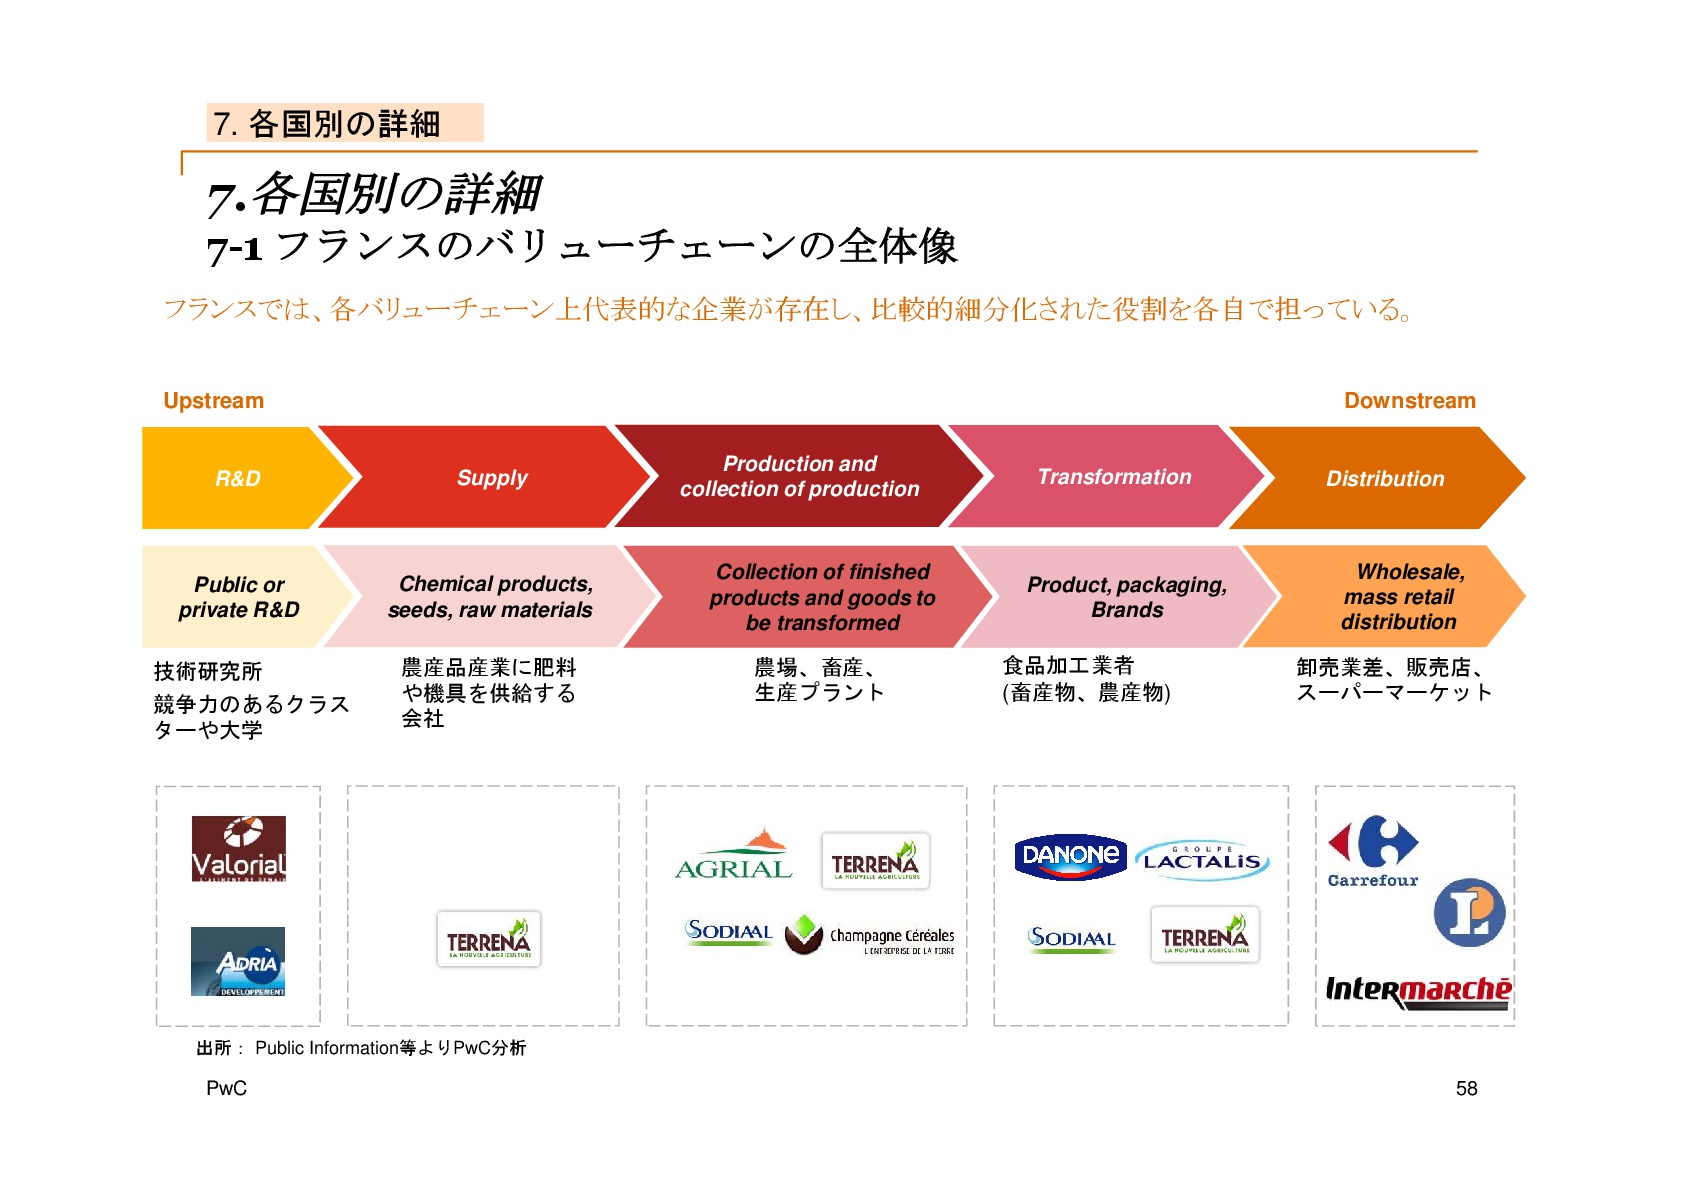 7. 各国別の詳細
7.各国別の詳細
7-1 フランスのバリューチェーンの全体像
フランスでは、各バリューチェーン上代表的な企業が存在し、比較的細分化された役割を各自で担っている。
Upstream
Downstream
R&D
Supply
Production and
collection of production
Transformation
Distribution
Public or
private R&D
Chemical products,
seeds, raw materials
Collection of finished
products and goods to
be transformed
Product, packaging,
Brands
Wholesale,
mass retail
distribution
技術研究所
競争力のあるクラス
ターや大学
農産品産業に肥料
や機具を供給する
会社
農場、畜産、
生産プラント
食品加工業者
(畜産物、農産物)
卸売業差、販売店、
スーパーマーケット
Valorial
L'ALIMENT DE DEMAIN
ADRIA
DEVELOPPEMENT
TERRENA
LA NOUVELLE AGRICULTURE
AGRIAL
TERRENA
LA NOUVELLE AGRICULTURE
SODIAAL
Champagne Céréales
L'ENTREPRISE DE LA TERRE
DANONE
GROUPE
LACTALIS
SODIAAL
TERRENA
LA NOUVELLE AGRICULTURE
Carrefour
L
InterMarchē
出所： Public Information等よりPwC分析
PwC
58